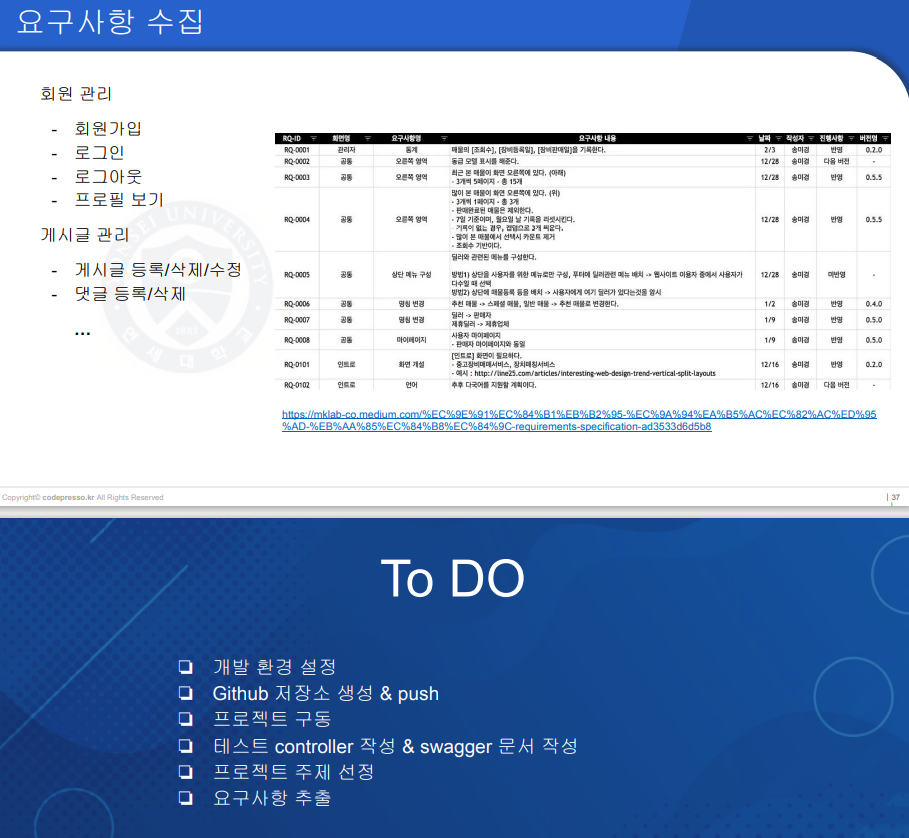 요구사항 수집
회원 관리
- 회원가입
- 로그인
- 로그아웃
- 프로필 보기
게시글 관리
- 게시글 등록/삭제/수정
- 댓글 등록/삭제
...
RQ-ID 화면명 요구사항명 요구사항 내용 날짜 작성자 진행사항 버전명
RQ-0001 관리자 통계 매물의 [조회수], [장비등록일], [장비판매일]을 기록한다. 2/3 송미경 반영 0.2.0
RQ-0002 공통 오른쪽 영역 동급 모델 표시를 해준다. 12/28 송미경 다음 버전 -
RQ-0003 공통 오른쪽 영역 최근 본 매물이 화면 오른쪽에 있다. (아래)
- 3개씩 5페이지 - 총 15개 12/28 송미경 반영 0.5.5
RQ-0004 공통 오른쪽 영역 많이 본 매물이 화면 오른쪽에 있다. (위)
- 3개씩 1페이지 - 총 3개
- 판매완료된 매물은 제외한다.
- 7일 기준이며, 월요일 날 기록을 리셋시킨다.
- 기록이 없는 경우, 랜덤으로 3개 띄운다.
- 많이 본 매물에서 선택시 카운트 제거
- 조회수 기반이다. 12/28 송미경 반영 0.5.5
RQ-0005 공통 상단 메뉴 구성 딜러와 관련된 메뉴를 구성한다.
방법1) 상단을 사용자를 위한 메뉴로만 구성, 푸터에 딜러관련 메뉴 배치 -> 웹사이트 이용자 중에서 사용자가
다수일 때 선택
방법2) 상단에 매물등록 등을 배치 -> 사용자에게 여기 딜러가 있다는것을 암시 12/28 송미경 미반영 -
RQ-0006 공통 명칭 변경 추천 매물 -> 스페셜 매물, 일반 매물 -> 추천 매물로 변경한다. 1/2 송미경 반영 0.4.0
RQ-0007 공통 명칭 변경 딜러 -> 판매자
제휴딜러 -> 제휴업체 1/9 송미경 반영 0.5.0
RQ-0008 공통 마이페이지 사용자 마이페이지
- 판매자 마이페이지와 동일 1/9 송미경 반영 0.5.0
RQ-0101 인트로 화면 개설 [인트로] 화면이 필요하다.
- 중고장비매매서비스, 장치매칭서비스
- 예시 : http://line25.com/articles/interesting-web-design-trend-vertical-split-layouts 12/16 송미경 반영 0.2.0
RQ-0102 인트로 언어 추후 다국어를 지원할 계획이다. 12/16 송미경 다음 버전 -
https://mklab-co.medium.com/%EC%9E%91%EC%84%B1%EB%B2%95-%EC%9A%94%EA%B5%AC%EC%82%AC%ED%95
%AD-%EB%AA%85%EC%84%B8%EC%84%9C-requirements-specification-ad3533d6d5b8
Copyright© codepresso.kr All Rights Reserved
| 37
To DO
❏ 개발 환경 설정
❏ Github 저장소 생성 & push
❏ 프로젝트 구동
❏ 테스트 controller 작성 & swagger 문서 작성
❏ 프로젝트 주제 선정
❏ 요구사항 추출